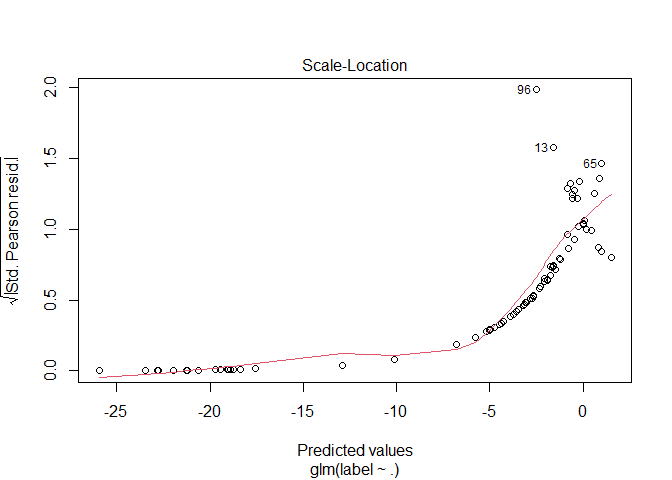 Scale-Location
√|Std. Pearson resid.|
2.0
1.5
1.0
0.5
0.0
96
13
65
-25 -20 -15 -10 -5 0
Predicted values
glm(label ~ .)